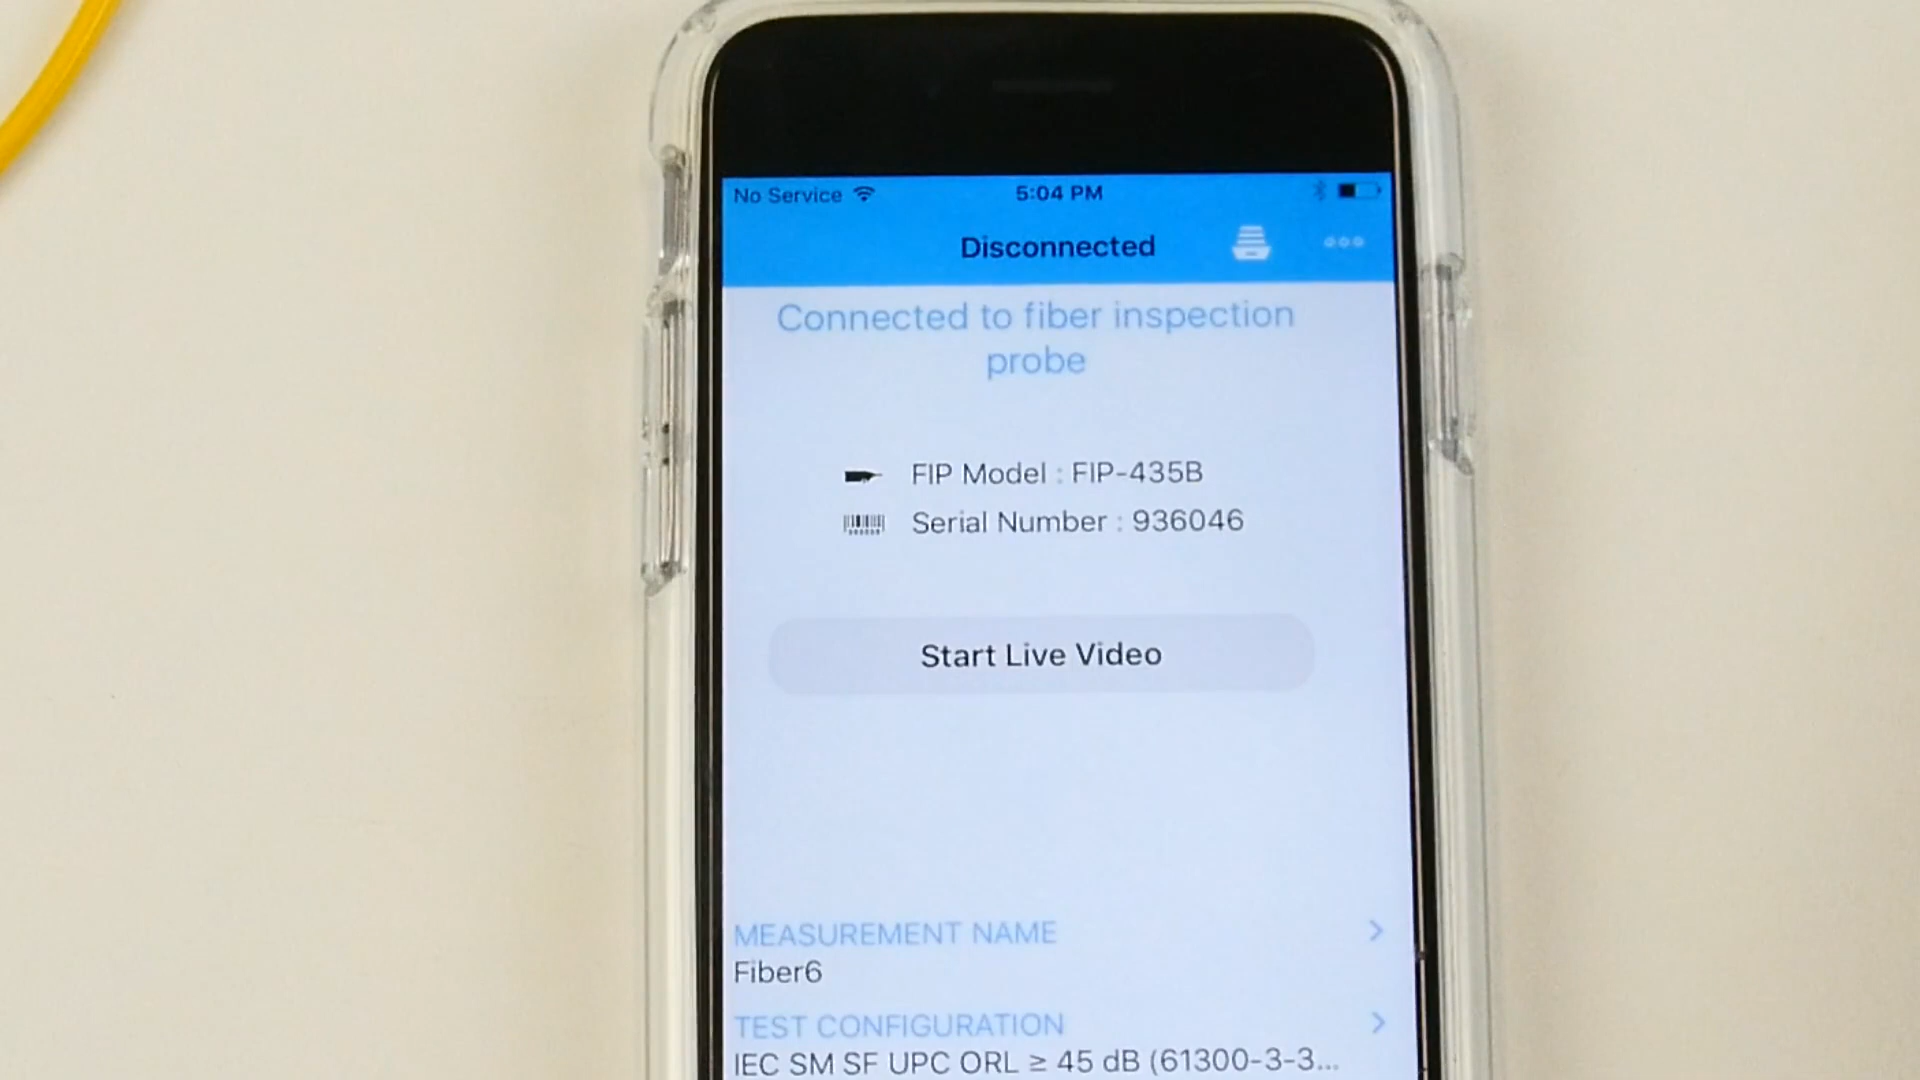 No Service 5:04 PM
Disconnected
Connected to fiber inspection
probe
FIP Model : FIP-435B
Serial Number : 936046
Start Live Video
MEASUREMENT NAME
Fiber6
TEST CONFIGURATION
IEC SM SF UPC ORL ≥ 45 dB (61300-3-3...